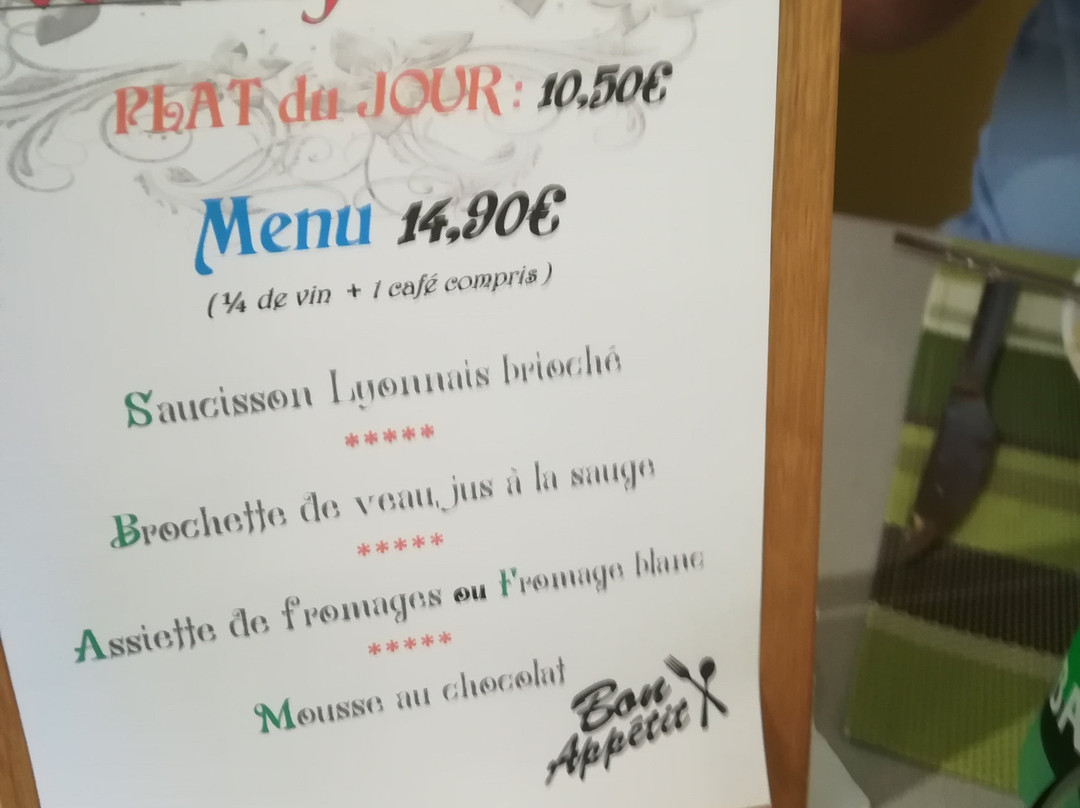 PLAT du JOUR : 10,50€
Menu 14,90€
(¼ de vin + 1 café compris)
Saucisson Lyonnais brioché
*****
Brochette de veau, jus à la sauge
*****
Assiette de fromages ou Fromage blanc
*****
Mousse au chocolat
Bon
Appétit